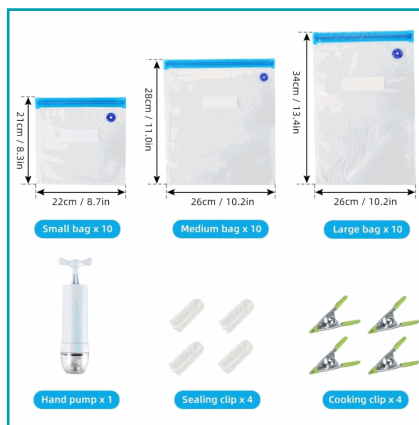 21cm / 8.3in
22cm / 8.7in
28cm / 11.0in
26cm / 10.2in
34cm / 13.4in
26cm / 10.2in
Small bag x 10
Medium bag x 10
Large bag x 10
Hand pump x 1
Sealing clip x 4
Cooking clip x 4